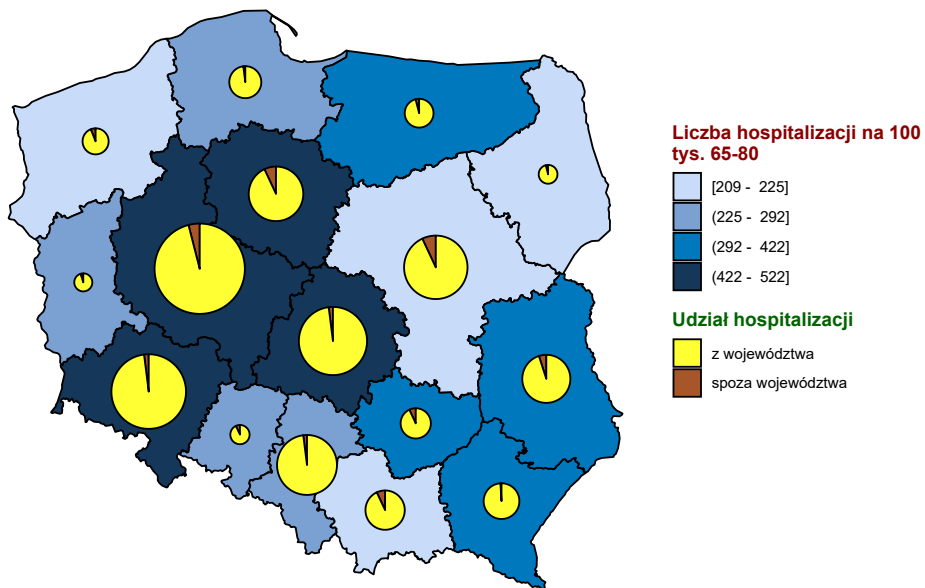 Liczba hospitalizacji na 100
tys. 65-80
[209 - 225]
(225 - 292]
(292 - 422]
(422 - 522]
Udział hospitalizacji
z województwa
spoza województwa